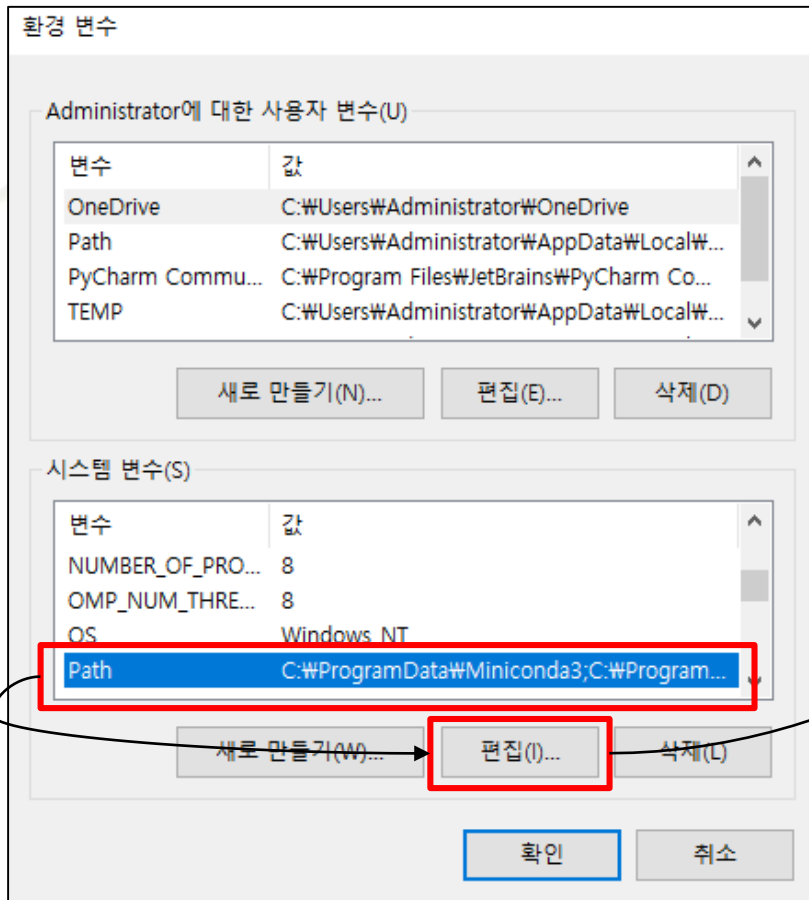 환경 변수
Administrator에 대한 사용자 변수(U)
변수 값
OneDrive C:₩Users₩Administrator₩OneDrive
Path C:₩Users₩Administrator₩AppData₩Local₩...
PyCharm Commu... C:₩Program Files₩JetBrains₩PyCharm Co...
TEMP C:₩Users₩Administrator₩AppData₩Local₩...
새로 만들기(N)... 편집(E)... 삭제(D)
시스템 변수(S)
변수 값
NUMBER_OF_PRO... 8
OMP_NUM_THRE... 8
OS Windows_NT
Path C:₩ProgramData₩Miniconda3;C:₩Program...
새로 만들기(W)... 편집(I)... 삭제(L)
확인 취소